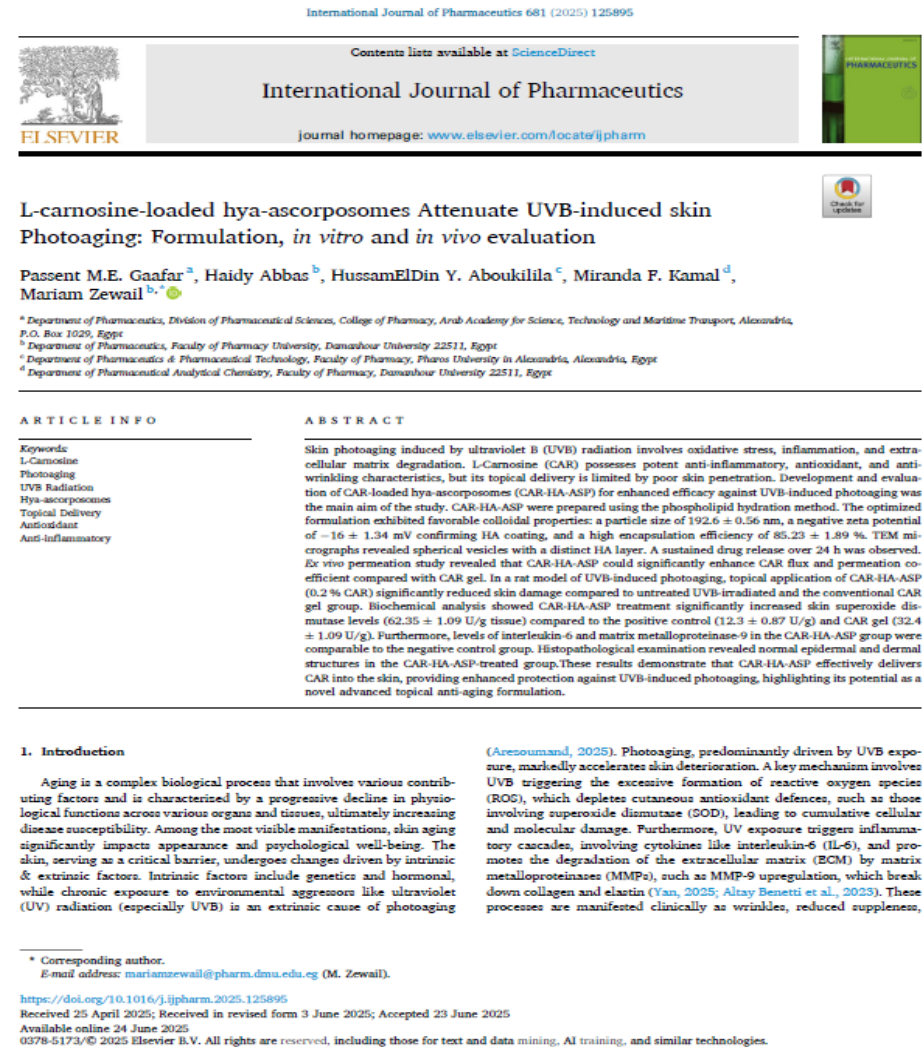 International Journal of Pharmaceutics 681 (2025) 125895
ELSEVIER
Contents lists available at ScienceDirect
International Journal of Pharmaceutics
journal homepage: www.elsevier.com/locate/ijpharm
INTERNATIONAL JOURNAL OF
PHARMACEUTICS
Check for
updates
L-carnosine-loaded hya-ascorposomes Attenuate UVB-induced skin
Photoaging: Formulation, in vitro and in vivo evaluation
Passent M.E. Gaafar a, Haidy Abbas b, HussamElDin Y. Aboukilila c, Miranda F. Kamal d,
Mariam Zewail b,*
a Department of Pharmaceutics, Division of Pharmaceutical Sciences, College of Pharmacy, Arab Academy for Science, Technology and Maritime Transport, Alexandria,
P.O. Box 1029, Egypt
b Department of Pharmaceutics, Faculty of Pharmacy University, Damanhour University 22511, Egypt
c Department of Pharmaceutics & Pharmaceutical Technology, Faculty of Pharmacy, Pharos University in Alexandria, Alexandria, Egypt
d Department of Pharmaceutical Analytical Chemistry, Faculty of Pharmacy, Damanhour University 22511, Egypt
ARTICLE INFO
Keywords:
L-Carnosine
Photoaging
UVB Radiation
Hya-ascorposomes
Topical Delivery
Antioxidant
Anti-inflammatory
ABSTRACT
Skin photoaging induced by ultraviolet B (UVB) radiation involves oxidative stress, inflammation, and extra-
cellular matrix degradation. L-Carnosine (CAR) possesses potent anti-inflammatory, antioxidant, and anti-
wrinkling characteristics, but its topical delivery is limited by poor skin penetration. Development and evalua-
tion of CAR-loaded hya-ascorposomes (CAR-HA-ASP) for enhanced efficacy against UVB-induced photoaging was
the main aim of the study. CAR-HA-ASP were prepared using the phospholipid hydration method. The optimized
formulation exhibited favorable colloidal properties: a particle size of 192.6 ± 0.56 nm, a negative zeta potential
of −16 ± 1.34 mV confirming HA coating, and a high encapsulation efficiency of 85.23 ± 1.89 %. TEM mi-
crographs revealed spherical vesicles with a distinct HA layer. A sustained drug release over 24 h was observed.
Ex vivo permeation study revealed that CAR-HA-ASP could significantly enhance CAR flux and permeation co-
efficient compared with CAR gel. In a rat model of UVB-induced photoaging, topical application of CAR-HA-ASP
(0.2 % CAR) significantly reduced skin damage compared to untreated UVB-irradiated and the conventional CAR
gel group. Biochemical analysis showed CAR-HA-ASP treatment significantly increased skin superoxide dis-
mutase levels (62.35 ± 1.09 U/g tissue) compared to the positive control (12.3 ± 0.87 U/g) and CAR gel (32.4
± 1.09 U/g). Furthermore, levels of interleukin-6 and matrix metalloproteinase-9 in the CAR-HA-ASP group were
comparable to the negative control group. Histopathological examination revealed normal epidermal and dermal
structures in the CAR-HA-ASP-treated group.These results demonstrate that CAR-HA-ASP effectively delivers
CAR into the skin, providing enhanced protection against UVB-induced photoaging, highlighting its potential as a
novel advanced topical anti-aging formulation.
1. Introduction
Aging is a complex biological process that involves various contrib-
uting factors and is characterized by a progressive decline in physio-
logical functions across various organs and tissues, ultimately increasing
disease susceptibility. Among the most visible manifestations, skin aging
significantly impacts appearance and psychological well-being. The
skin, serving as a critical barrier, undergoes changes driven by intrinsic
& extrinsic factors. Intrinsic factors include genetics and hormonal,
while chronic exposure to environmental aggressors like ultraviolet
(UV) radiation (especially UVB) is an extrinsic cause of photoaging
(Aresoumand, 2025). Photoaging, predominantly driven by UVB expo-
sure, markedly accelerates skin deterioration. A key mechanism involves
UVB triggering the excessive formation of reactive oxygen species
(ROS), which depletes cutaneous antioxidant defences, such as those
involving superoxide dismutase (SOD), leading to cumulative cellular
and molecular damage. Furthermore, UV exposure triggers inflamma-
tory cascades, involving cytokines like interleukin-6 (IL-6), and pro-
motes the degradation of the extracellular matrix (ECM) by matrix
metalloproteinases (MMPs), such as MMP-9 upregulation, which break
down collagen and elastin (Yan, 2025; Altay Benetti et al., 2023). These
processes are manifested clinically as wrinkles, reduced suppleness,
* Corresponding author.
E-mail address: mariamzewail@pharm.dmu.edu.eg (M. Zewail).
https://doi.org/10.1016/j.ijpharm.2025.125895
Received 25 April 2025; Received in revised form 3 June 2025; Accepted 23 June 2025
Available online 24 June 2025
0378-5173/© 2025 Elsevier B.V. All rights are reserved, including those for text and data mining, AI training, and similar technologies.